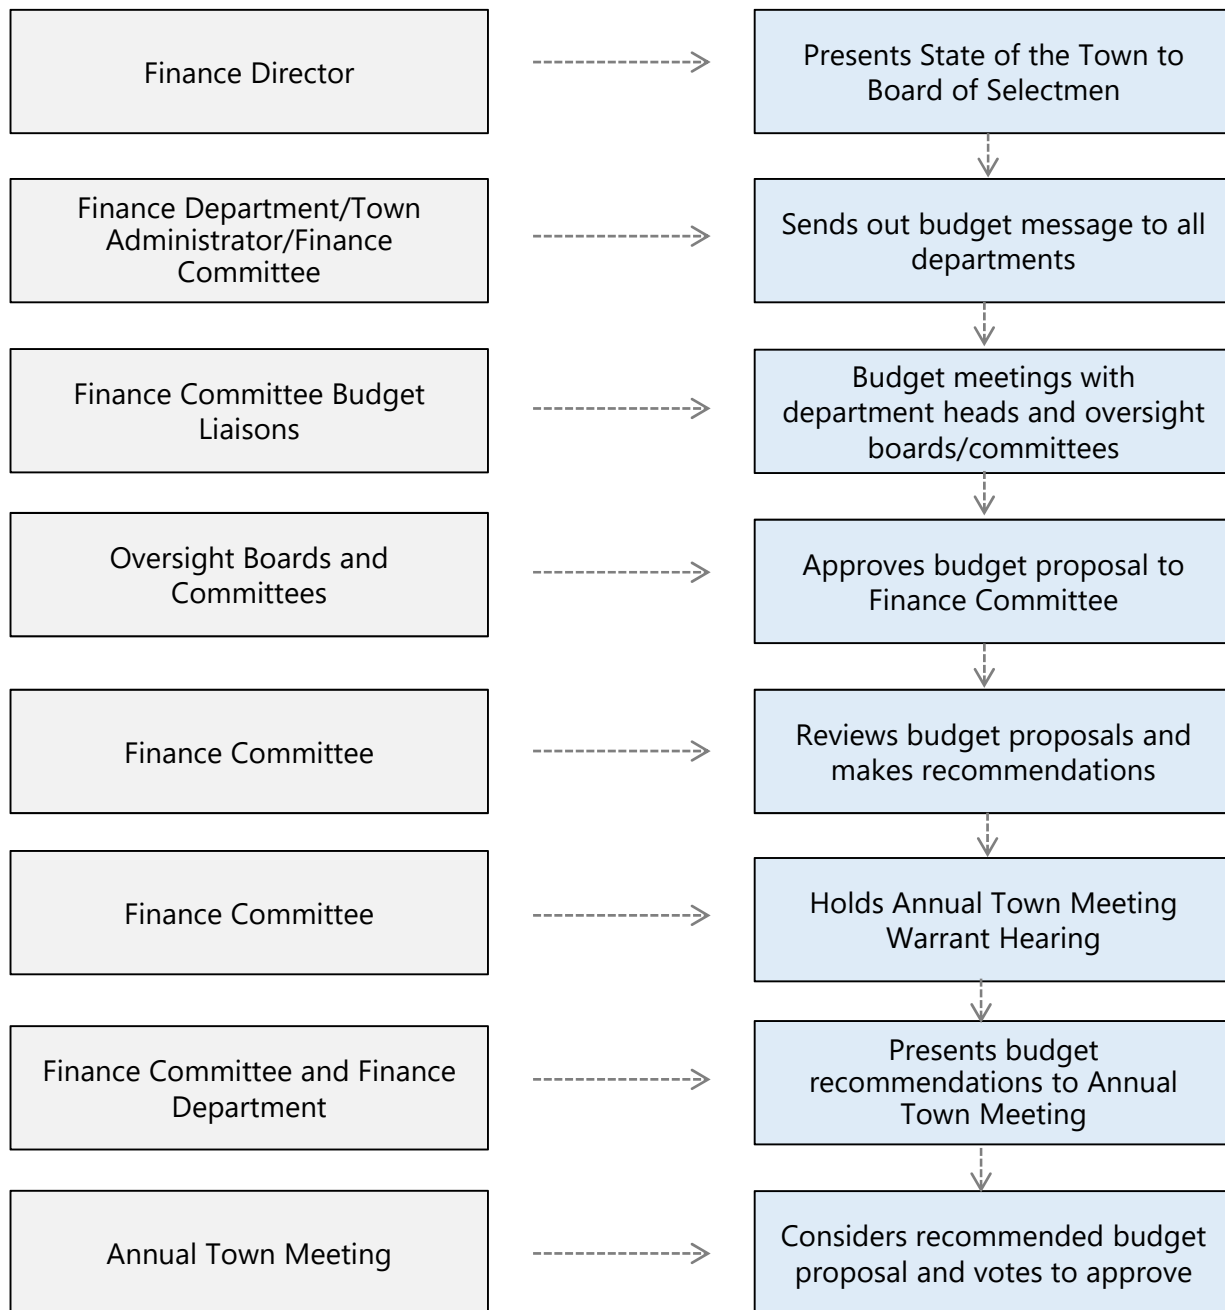 Finance Director
Presents State of the Town to
Board of Selectmen
Finance Department/Town
Administrator/Finance
Committee
Sends out budget message to all
departments
Finance Committee Budget
Liaisons
Budget meetings with
department heads and oversight
boards/committees
Oversight Boards and
Committees
Approves budget proposal to
Finance Committee
Finance Committee
Reviews budget proposals and
makes recommendations
Finance Committee
Holds Annual Town Meeting
Warrant Hearing
Finance Committee and Finance
Department
Presents budget
recommendations to Annual
Town Meeting
Annual Town Meeting
Considers recommended budget
proposal and votes to approve